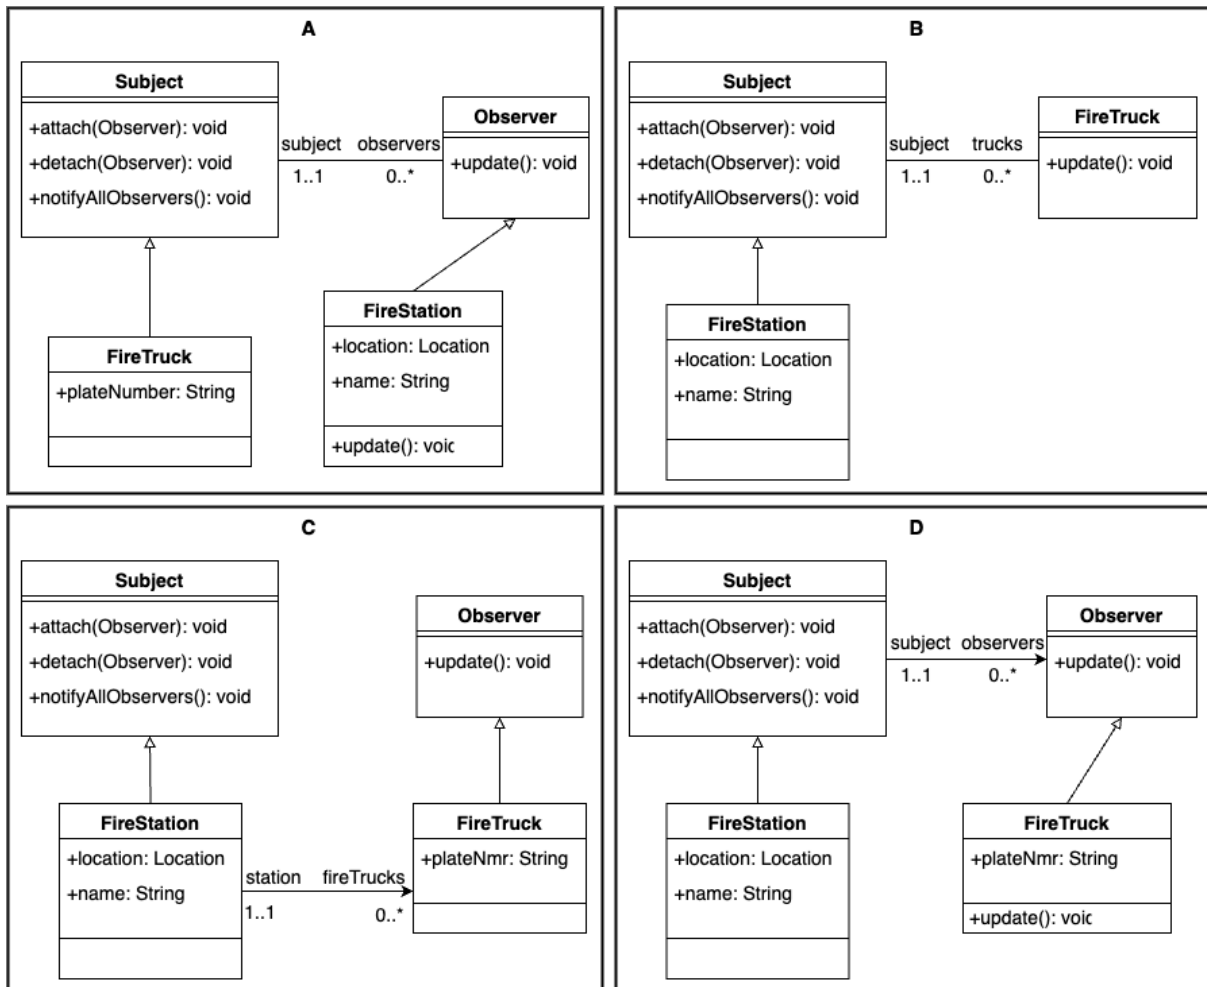 A
Subject
+attach(Observer): void
+detach(Observer): void
+notifyAllObservers(): void
subject observers
1..1 0..*
Observer
+update(): void
FireTruck
+plateNumber: String
FireStation
+location: Location
+name: String
+update(): void
B
Subject
+attach(Observer): void
+detach(Observer): void
+notifyAllObservers(): void
subject trucks
1..1 0..*
FireTruck
+update(): void
FireStation
+location: Location
+name: String
C
Subject
+attach(Observer): void
+detach(Observer): void
+notifyAllObservers(): void
Observer
+update(): void
FireStation
+location: Location
+name: String
station fireTrucks
1..1 0..*
FireTruck
+plateNmr: String
D
Subject
+attach(Observer): void
+detach(Observer): void
+notifyAllObservers(): void
subject observers
1..1 0..*
Observer
+update(): void
FireStation
+location: Location
+name: String
FireTruck
+plateNmr: String
+update(): void